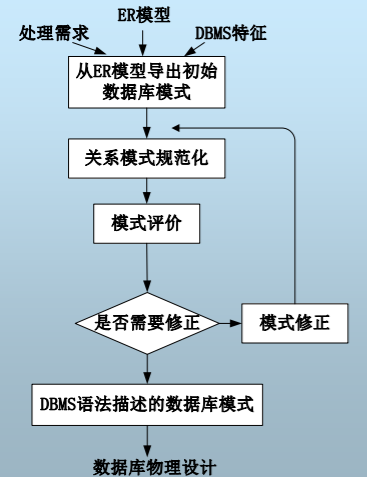 ER模型
处理需求
DBMS特征
从ER模型导出初始
数据库模式
关系模式规范化
模式评价
是否需要修正
模式修正
DBMS语法描述的数据库模式
数据库物理设计